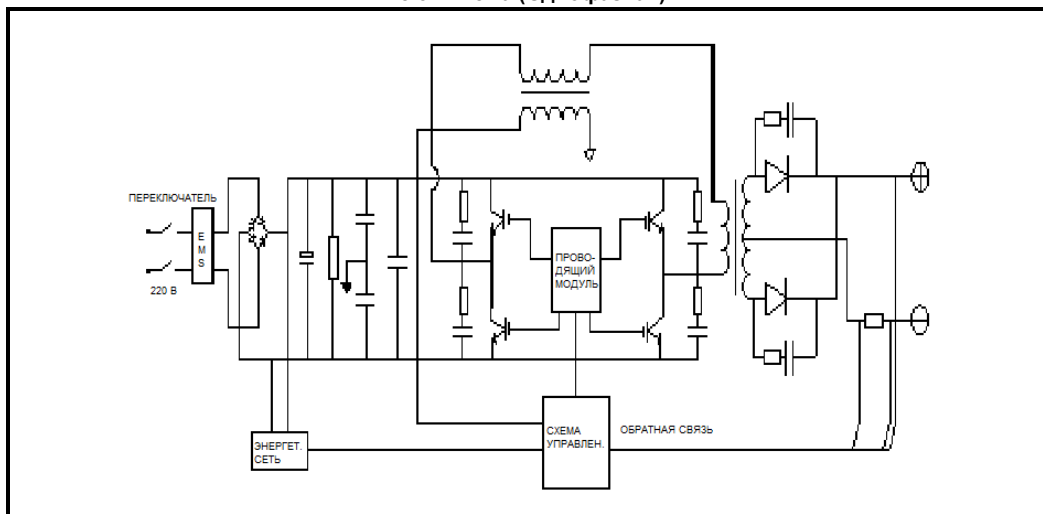 ПЕРЕКЛЮЧАТЕЛЬ
E
M
S
220 В
ПРОВО-
ДЯЩИЙ
МОДУЛЬ
СХЕМА
УПРАВЛЕН.
ОБРАТНАЯ СВЯЗЬ
ЭНЕРГЕТ.
СЕТЬ